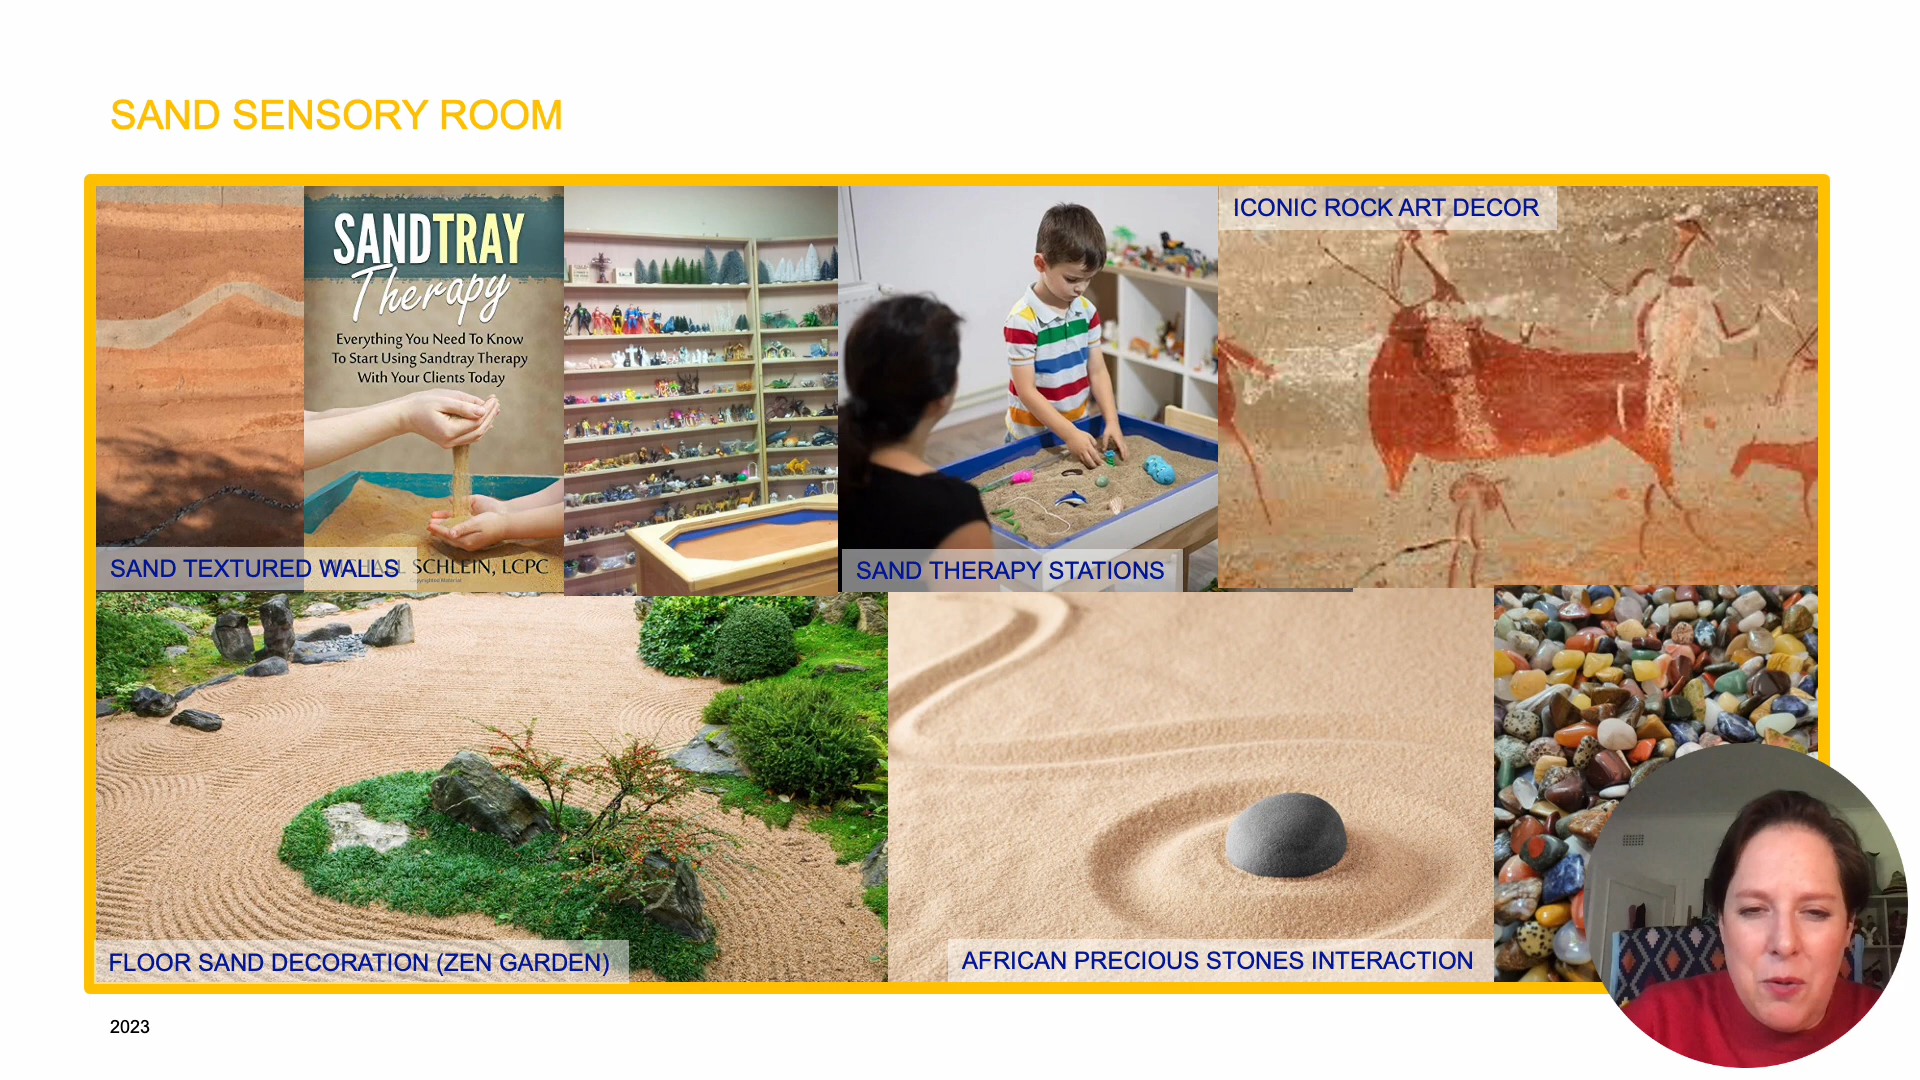 SAND SENSORY ROOM
SANDTRAY
Therapy
Everything You Need To Know
To Start Using Sandtray Therapy
With Your Clients Today
SCHLEIN, LCPC
Copyrighted Material
ICONIC ROCK ART DECOR
SAND TEXTURED WALLS
SAND THERAPY STATIONS
FLOOR SAND DECORATION (ZEN GARDEN)
AFRICAN PRECIOUS STONES INTERACTION
2023